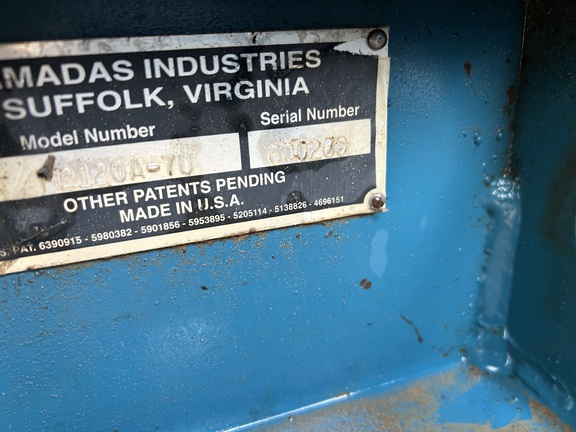 MADAS INDUSTRIES
SUFFOLK, VIRGINIA
Model Number
Serial Number
OTHER PATENTS PENDING
MADE IN U.S.A.
PAT. 6390915 - 5980382 - 5901856 - 5953895 - 5205114 - 5138826 - 4696151